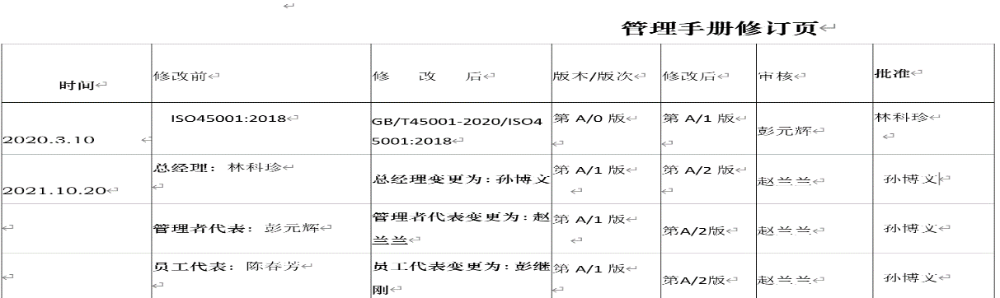 管理手册修订页
时间 修改前 修 改 后 版本/版次 修改后 审核 批准
2020.3.10 ISO45001:2018 GB/T45001-2020/ISO4 第 A/0 版 第 A/1 版 彭元辉 林科珍
5001:2018
2021.10.20 总经理：林科珍 总经理变更为：孙博文 第 A/1 版 第 A/2 版 赵兰兰 孙博文
管理者代表：彭元辉 管理者代表变更为：赵 第 A/1 版 第A/2版 赵兰兰 孙博文
兰兰
员工代表：陈春芳 员工代表变更为：彭继 第 A/1 版 第A/2版 赵兰兰 孙博文
刚